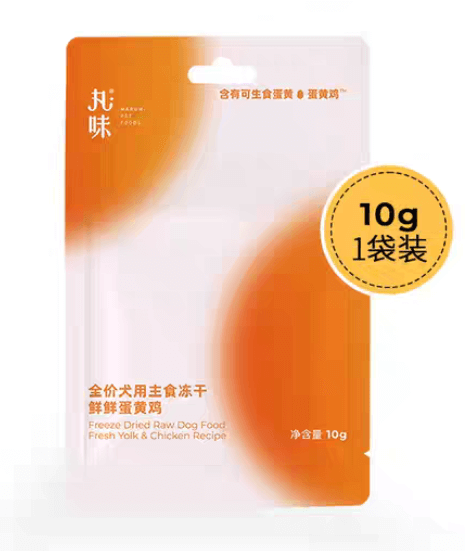 丸味
含有可生食蛋黄 蛋黄鸡™
10g
1袋装
全价犬用主食冻干
鲜鲜蛋黄鸡
Freeze Dried Raw Dog Food
Fresh Yolk & Chicken Recipe
净含量 10g